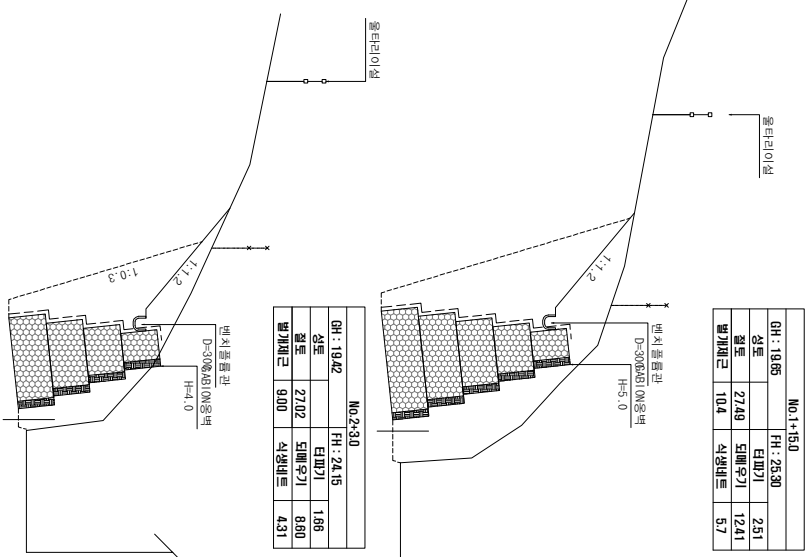 울타리이설
1:0.3
1:1.2
벤치플륨관
D=300
GABION옹벽
H=4.0
No.2+3.0
GH : 19.42 FH : 24.15
성토 터파기 1.66
절토 27.02 되메우기 8.60
벌개제근 9.00 식생네트 4.31
울타리이설
1:1.2
벤치플륨관
D=300
GABION옹벽
H=5.0
No.1+15.0
GH : 19.65 FH : 25.30
성토 터파기 2.51
절토 27.49 되메우기 12.41
벌개제근 10.4 식생네트 5.7